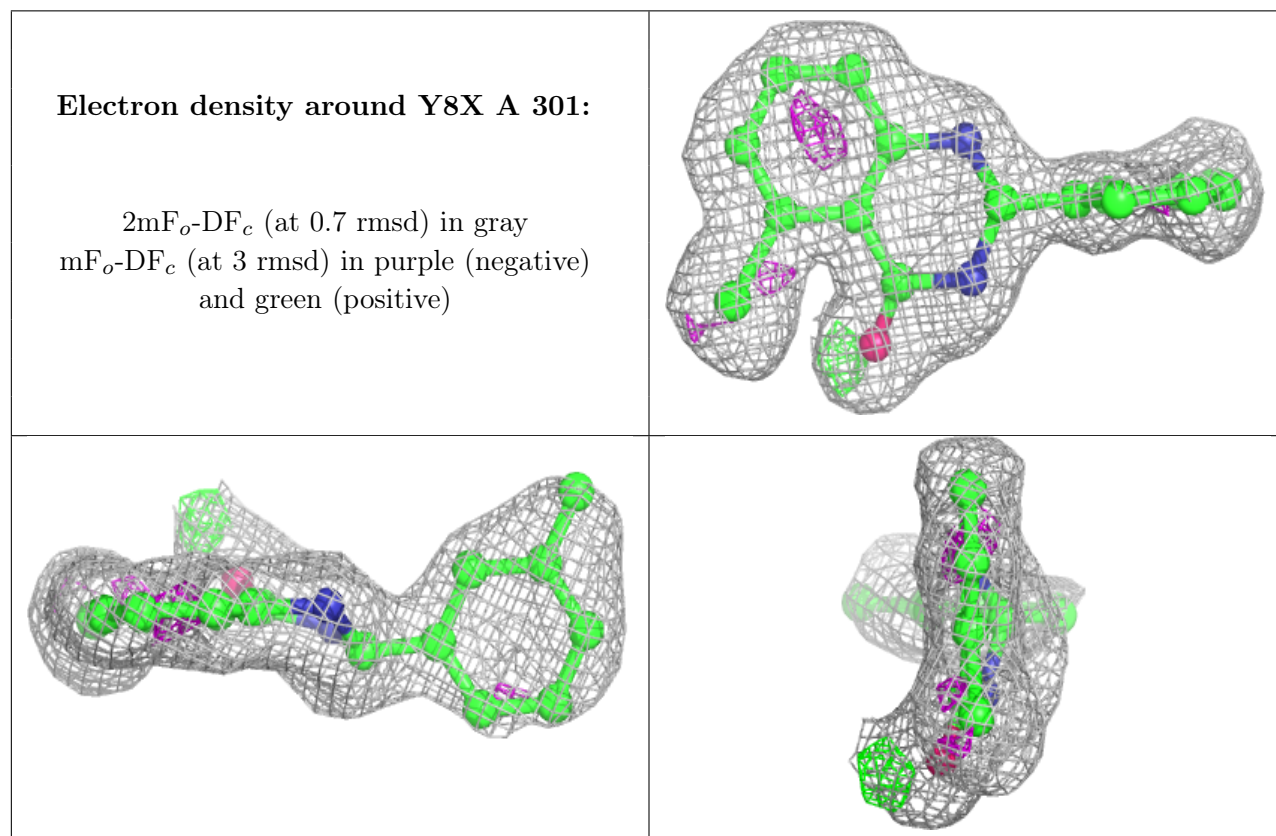 Electron density around Y8X A 301:
2mFo-DFc (at 0.7 rmsd) in gray
mFo-DFc (at 3 rmsd) in purple (negative)
and green (positive)